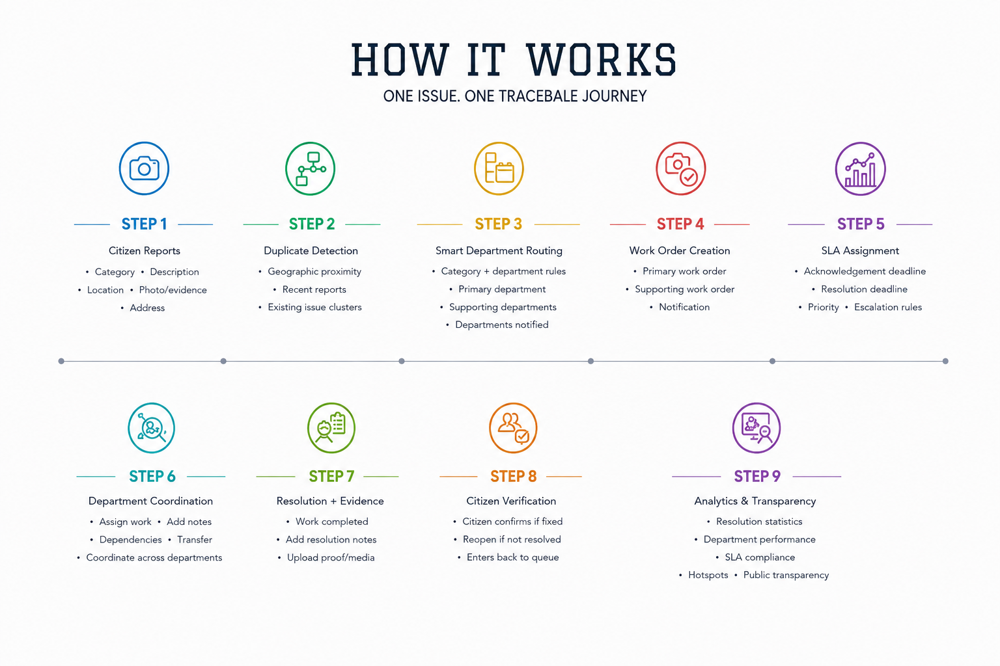 HOW IT WORKS
ONE ISSUE. ONE TRACEBALE JOURNEY
STEP 1
Citizen Reports
• Category • Description
• Location • Photo/evidence
• Address
STEP 2
Duplicate Detection
• Geographic proximity
• Recent reports
• Existing issue clusters
STEP 3
Smart Department Routing
• Category + department rules
• Primary department
• Supporting departments
• Departments notified
STEP 4
Work Order Creation
• Primary work order
• Supporting work order
• Notification
STEP 5
SLA Assignment
• Acknowledgement deadline
• Resolution deadline
• Priority • Escalation rules
STEP 6
Department Coordination
• Assign work • Add notes
• Dependencies • Transfer
• Coordinate across departments
STEP 7
Resolution + Evidence
• Work completed
• Add resolution notes
• Upload proof/media
STEP 8
Citizen Verification
• Citizen confirms if fixed
• Reopen if not resolved
• Enters back to queue
STEP 9
Analytics & Transparency
• Resolution statistics
• Department performance
• SLA compliance
• Hotspots • Public transparency